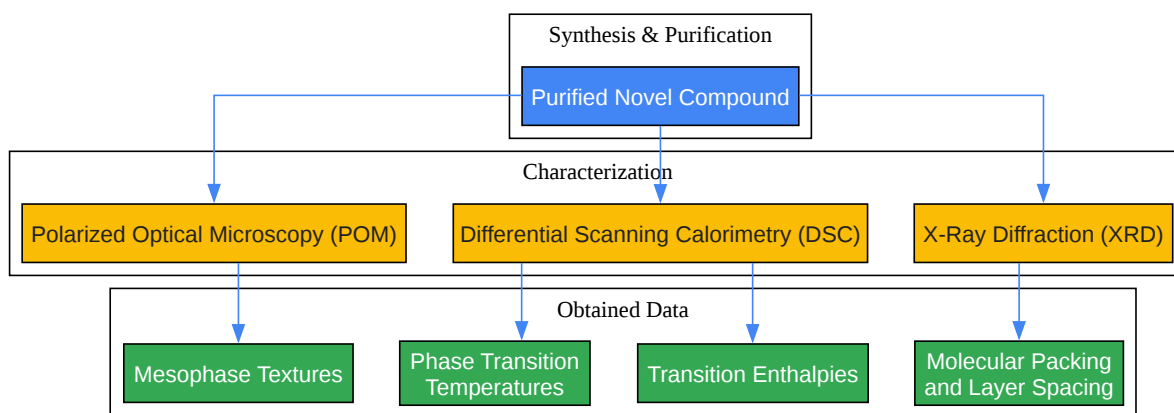 Synthesis & Purification
Purified Novel Compound
Characterization
Polarized Optical Microscopy (POM)
Differential Scanning Calorimetry (DSC)
X-Ray Diffraction (XRD)
Obtained Data
Mesophase Textures
Phase Transition
Temperatures
Transition Enthalpies
Molecular Packing
and Layer Spacing